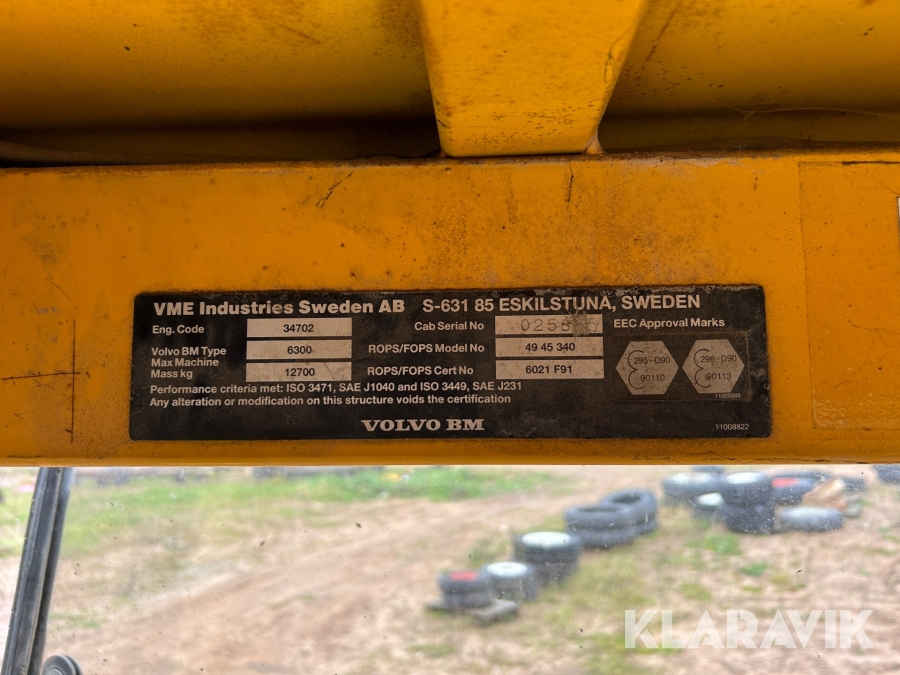 VME Industries Sweden AB S-631 85 ESKILSTUNA, SWEDEN
Eng. Code 34702 Cab Serial No EEC Approval Marks
Volvo BM Type 6300 ROPS/FOPS Model No 49 45 340
Max Machine
Mass kg 12700 ROPS/FOPS Cert No 6021 F91
295-D90
90110
296-D90
90113
Performance criteria met: ISO 3471, SAE J1040 and ISO 3449, SAE J231
Any alteration or modification on this structure voids the certification
VOLVO BM
11008822
KLARAVIK